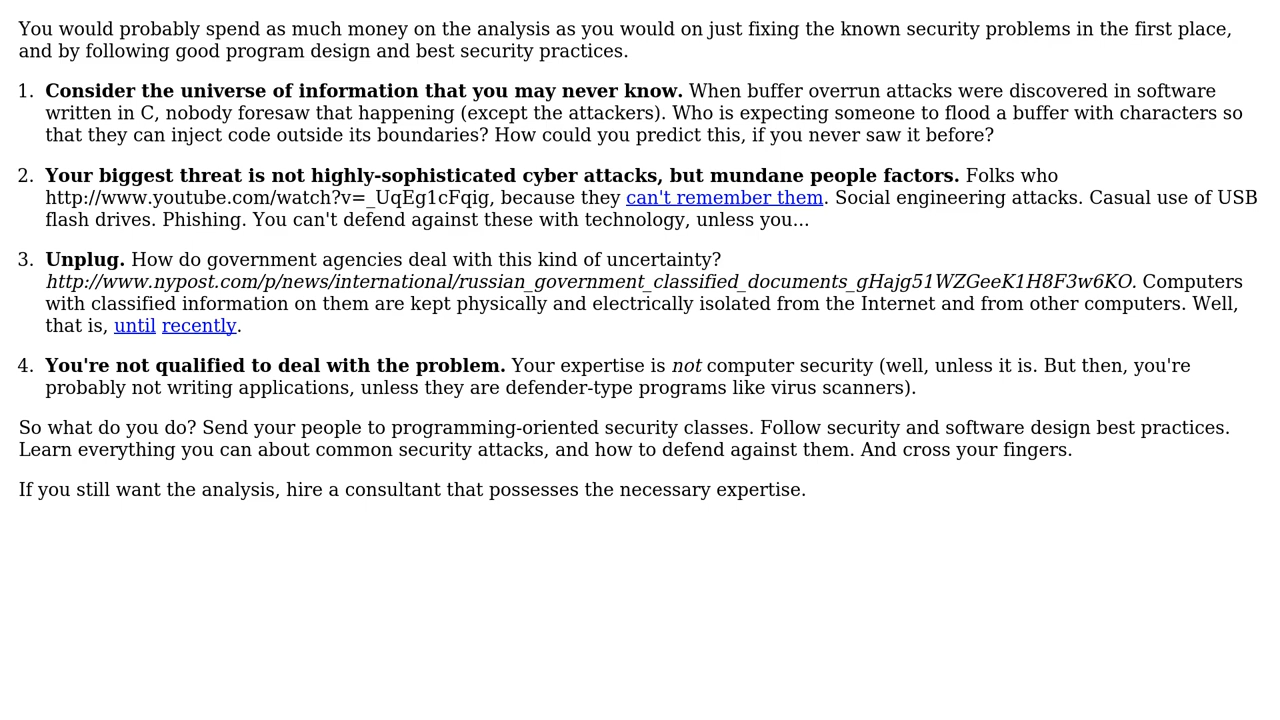 You would probably spend as much money on the analysis as you would on just fixing the known security problems in the first place,
and by following good program design and best security practices.
1. Consider the universe of information that you may never know. When buffer overrun attacks were discovered in software
written in C, nobody foresaw that happening (except the attackers). Who is expecting someone to flood a buffer with characters so
that they can inject code outside its boundaries? How could you predict this, if you never saw it before?
2. Your biggest threat is not highly-sophisticated cyber attacks, but mundane people factors. Folks who
http://www.youtube.com/watch?v=_UqEg1cFqig, because they can't remember them. Social engineering attacks. Casual use of USB
flash drives. Phishing. You can't defend against these with technology, unless you...
3. Unplug. How do government agencies deal with this kind of uncertainty?
http://www.nypost.com/p/news/international/russian_government_classified_documents_gHajg51WZGeeK1H8F3w6KO. Computers
with classified information on them are kept physically and electrically isolated from the Internet and from other computers. Well,
that is, until recently.
4. You're not qualified to deal with the problem. Your expertise is not computer security (well, unless it is. But then, you're
probably not writing applications, unless they are defender-type programs like virus scanners).
So what do you do? Send your people to programming-oriented security classes. Follow security and software design best practices.
Learn everything you can about common security attacks, and how to defend against them. And cross your fingers.
If you still want the analysis, hire a consultant that possesses the necessary expertise.